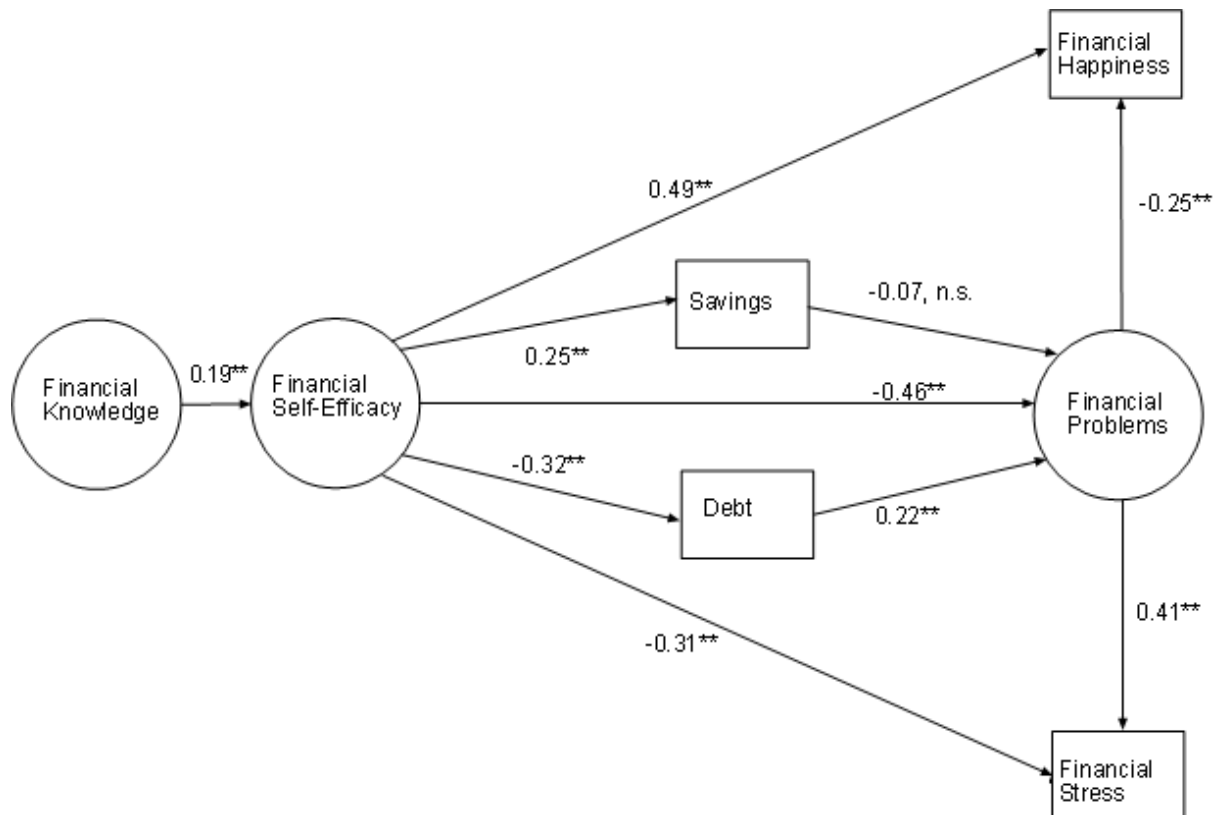 Financial
Happiness
0.49**
-0.25**
Savings
-0.07, n.s.
0.25**
0.19**
Financial
Knowledge
Financial
Self-Efficacy
-0.46**
Financial
Problems
-0.32**
Debt
0.22**
-0.31**
0.41**
Financial
Stress